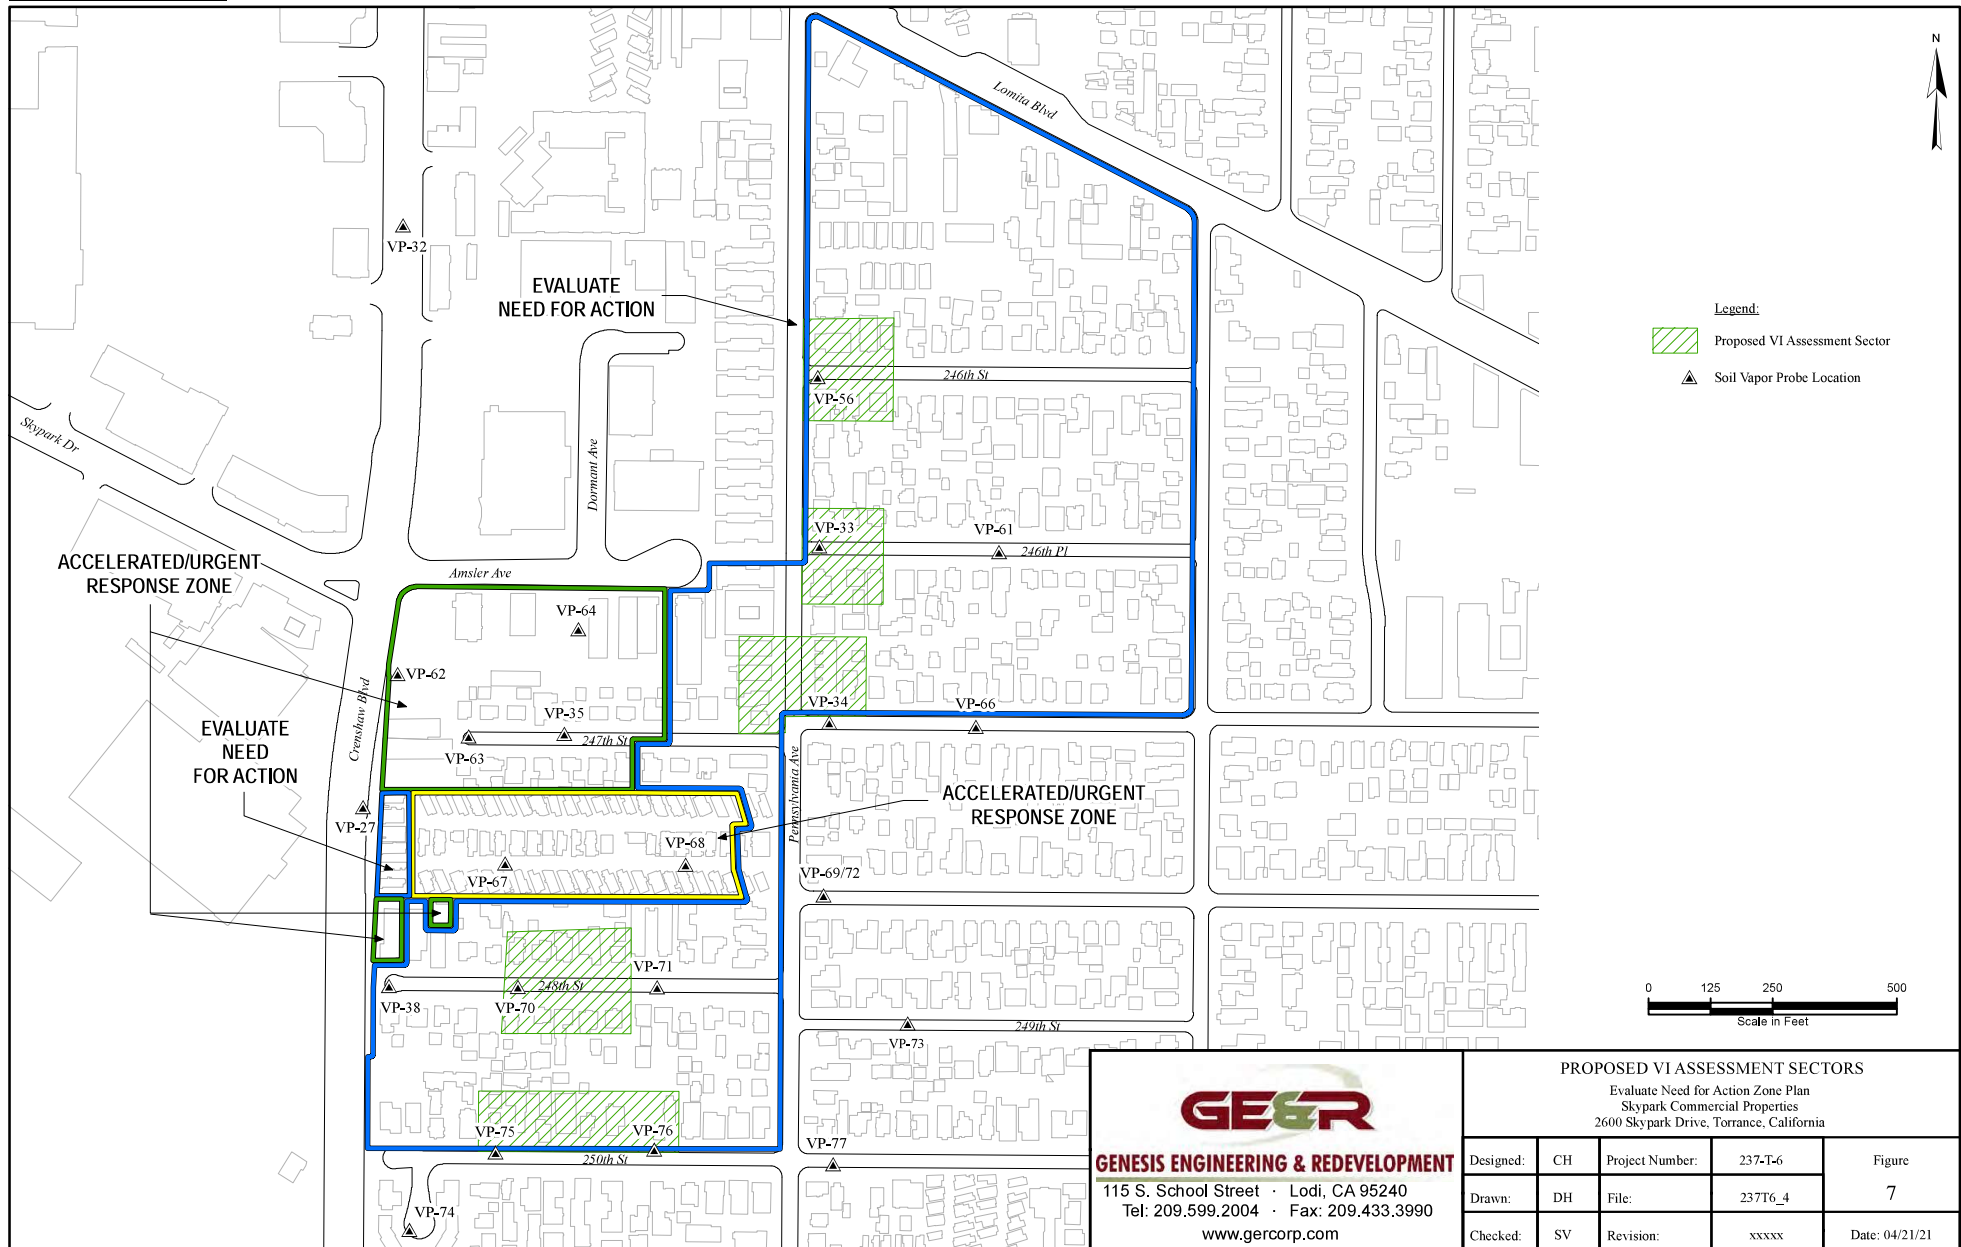 N
Lomita Blvd
VP-32
EVALUATE
NEED FOR ACTION
Legend:
Proposed VI Assessment Sector
Soil Vapor Probe Location
246th St
VP-56
Skypark Dr
Dormant Ave
VP-33
VP-61
246th Pl
ACCELERATED/URGENT
RESPONSE ZONE
Amsler Ave
VP-64
VP-62
Crenshaw Blvd
VP-35
VP-34
VP-66
247th St
VP-63
EVALUATE
NEED
FOR ACTION
Pennsylvania Ave
ACCELERATED/URGENT
RESPONSE ZONE
VP-27
VP-68
VP-67
VP-69/72
VP-71
248th St
VP-38
VP-70
249th St
VP-73
VP-75
VP-76
VP-77
250th St
VP-74
0 125 250 500
Scale in Feet
GE&R
GENESIS ENGINEERING & REDEVELOPMENT
115 S. School Street · Lodi, CA 95240
Tel: 209.599.2004 · Fax: 209.433.3990
www.gercorp.com
PROPOSED VI ASSESSMENT SECTORS
Evaluate Need for Action Zone Plan
Skypark Commercial Properties
2600 Skypark Drive, Torrance, California
Designed: CH Project Number: 237-T-6 Figure
Drawn: DH File: 237T6_4 7
Checked: SV Revision: xxxxx Date: 04/21/21